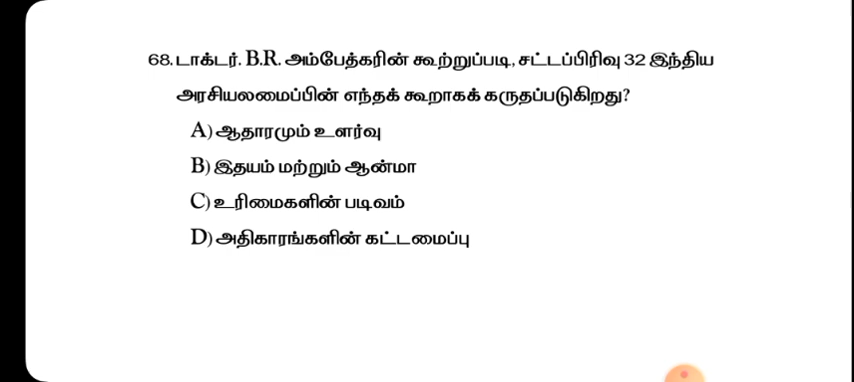 68. டாக்டர். B.R. அம்பேத்கரின் கூற்றுப்படி, சட்டப்பிரிவு 32 இந்திய
அரசியலமைப்பின் எந்தக் கூறாகக் கருதப்படுகிறது?
A) ஆதாரமும் உளர்வு
B) இதயம் மற்றும் ஆன்மா
C) உரிமைகளின் படிவம்
D) அதிகாரங்களின் கட்டமைப்பு